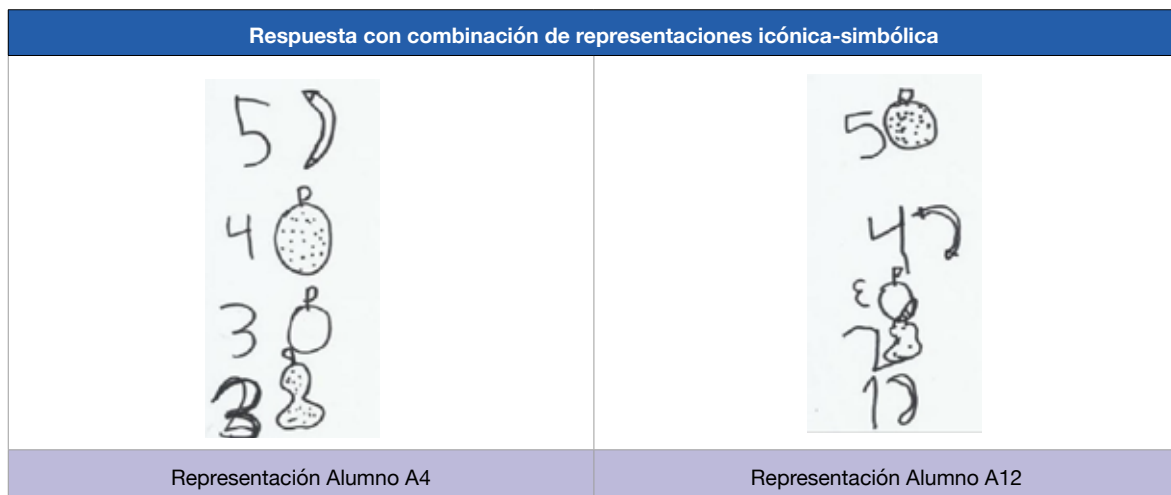 Respuesta con combinación de representaciones icónica-simbólica
5
4
3
5
4
3
2
1
Representación Alumno A4
Representación Alumno A12